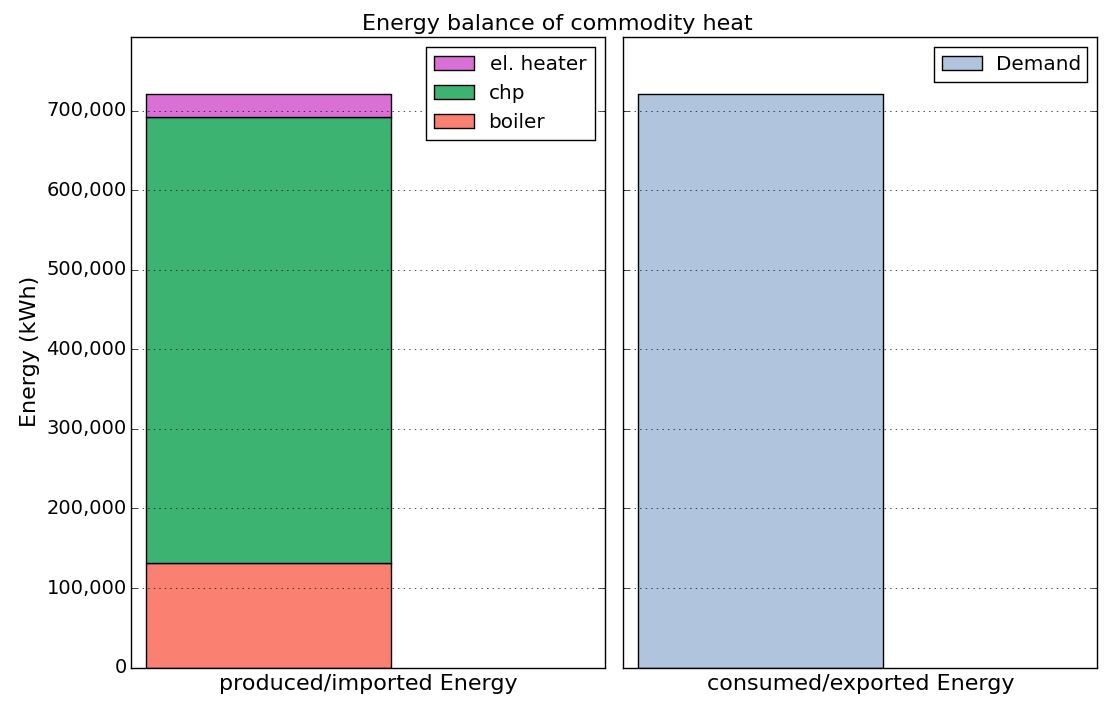 Energy balance of commodity heat
Energy (kWh)
700,000
600,000
500,000
400,000
300,000
200,000
100,000
0
el. heater
chp
boiler
produced/imported Energy
Demand
consumed/exported Energy